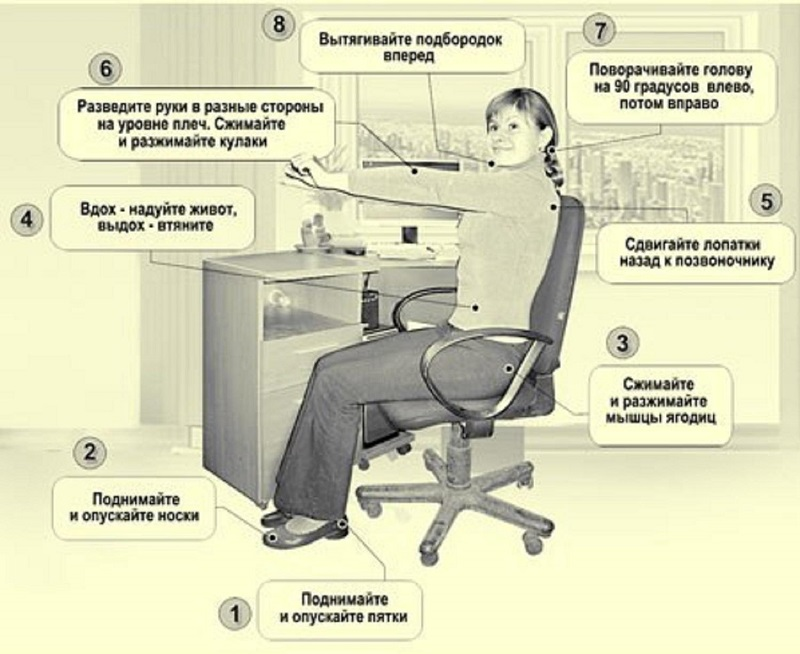 8
Вытягивайте подбородок
вперед
7
Поворачивайте голову
на 90 градусов влево,
потом вправо
6
Разведите руки в разные стороны
на уровне плеч. Сжимайте
и разжимайте кулаки
4
Вдох - надуйте живот,
выдох - втяните
5
Сдвигайте лопатки
назад к позвоночнику
3
Сжимайте
и разжимайте
мышцы ягодиц
2
Поднимайте
и опускайте носки
1
Поднимайте
и опускайте пятки